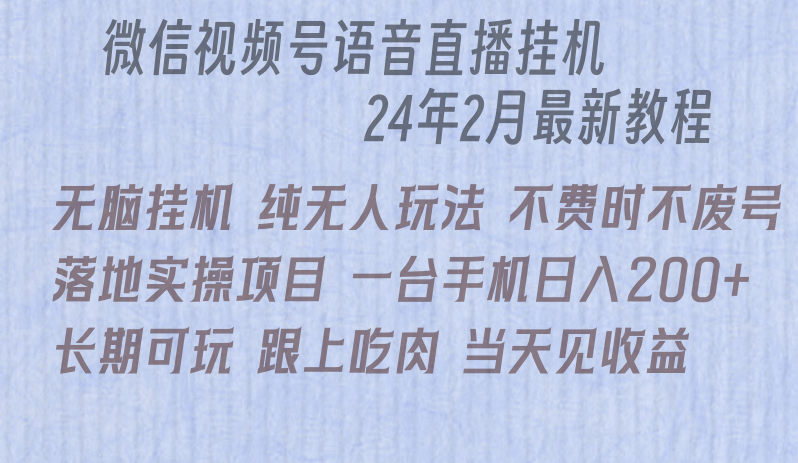 微信视频号语音直播挂机
24年2月最新教程
无脑挂机 纯无人玩法 不费时不废号
落地实操项目 一台手机日入200+
长期可玩 跟上吃肉 当天见收益